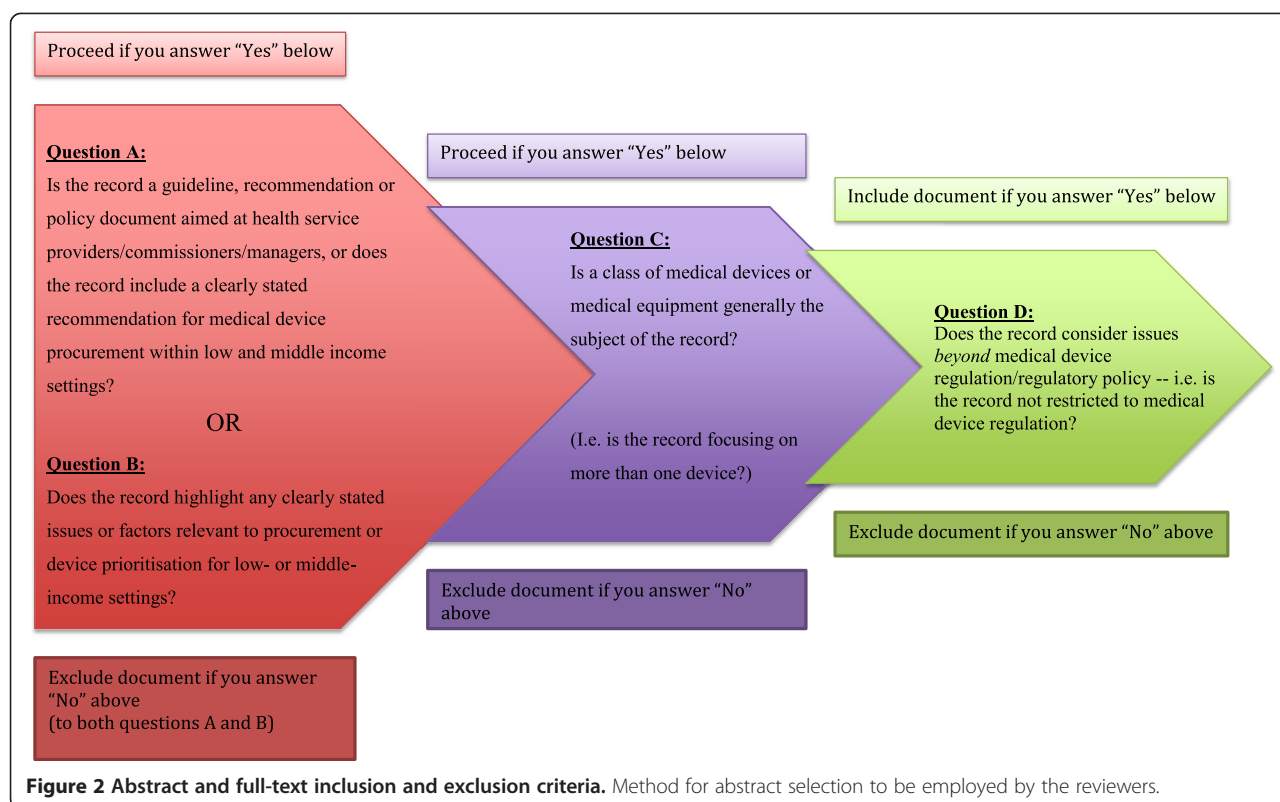 Proceed if you answer “Yes” below
Question A:
Is the record a guideline, recommendation or
policy document aimed at health service
providers/commissioners/managers, or does
the record include a clearly stated
recommendation for medical device
procurement within low and middle income
settings?
OR
Question B:
Does the record highlight any clearly stated
issues or factors relevant to procurement or
device prioritisation for low- or middle-
income settings?
Exclude document if you answer
“No” above
(to both questions A and B)
Proceed if you answer “Yes” below
Question C:
Is a class of medical devices or
medical equipment generally the
subject of the record?
(I.e. is the record focusing on
more than one device?)
Exclude document if you answer “No”
above
Include document if you answer “Yes” below
Question D:
Does the record consider issues
beyond medical device
regulation/regulatory policy -- i.e. is
the record not restricted to medical
device regulation?
Exclude document if you answer “No” above
Figure 2 Abstract and full-text inclusion and exclusion criteria. Method for abstract selection to be employed by the reviewers.